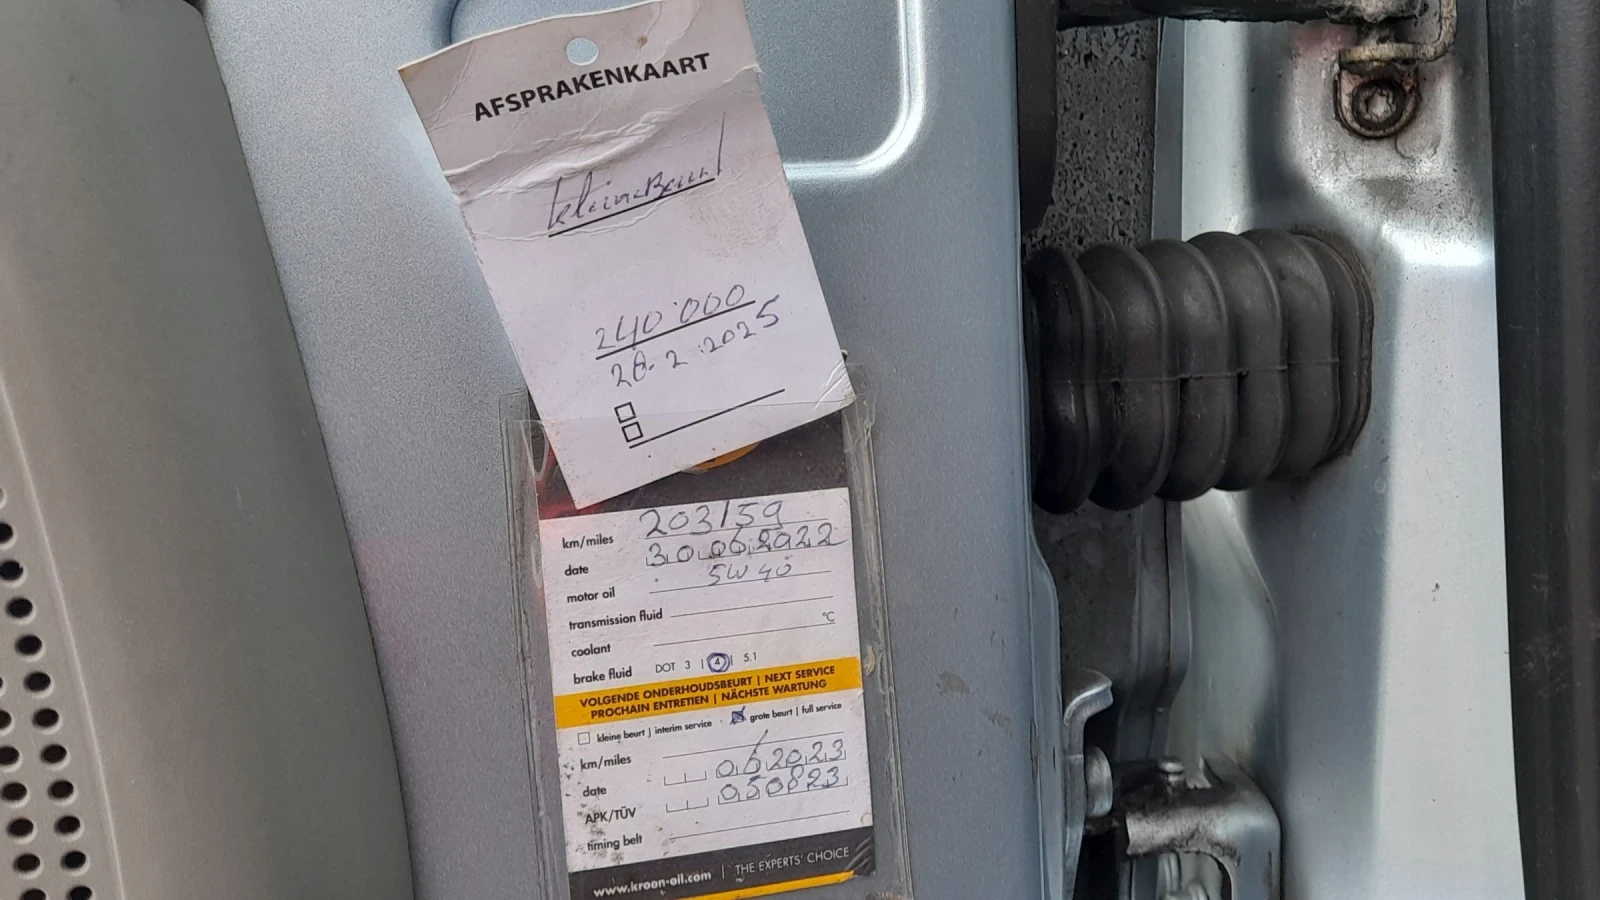 AFSPRAKENKAART
kleine Beurt
240'000
28.2.2025
km/miles 203159
date 30 06 2022
motor oil 5W40
transmission fluid
coolant °C
brake fluid DOT 3 | 4 | 5.1
VOLGENDE ONDERHOUDSBEURT | NEXT SERVICE
PROCHAIN ENTRETIEN | NÄCHSTE WARTUNG
kleine beurt | interim service grote beurt | full service
km/miles /
date 06 2023
APK/TÜV 050823
timing belt
www.kroon-oil.com | THE EXPERTS' CHOICE